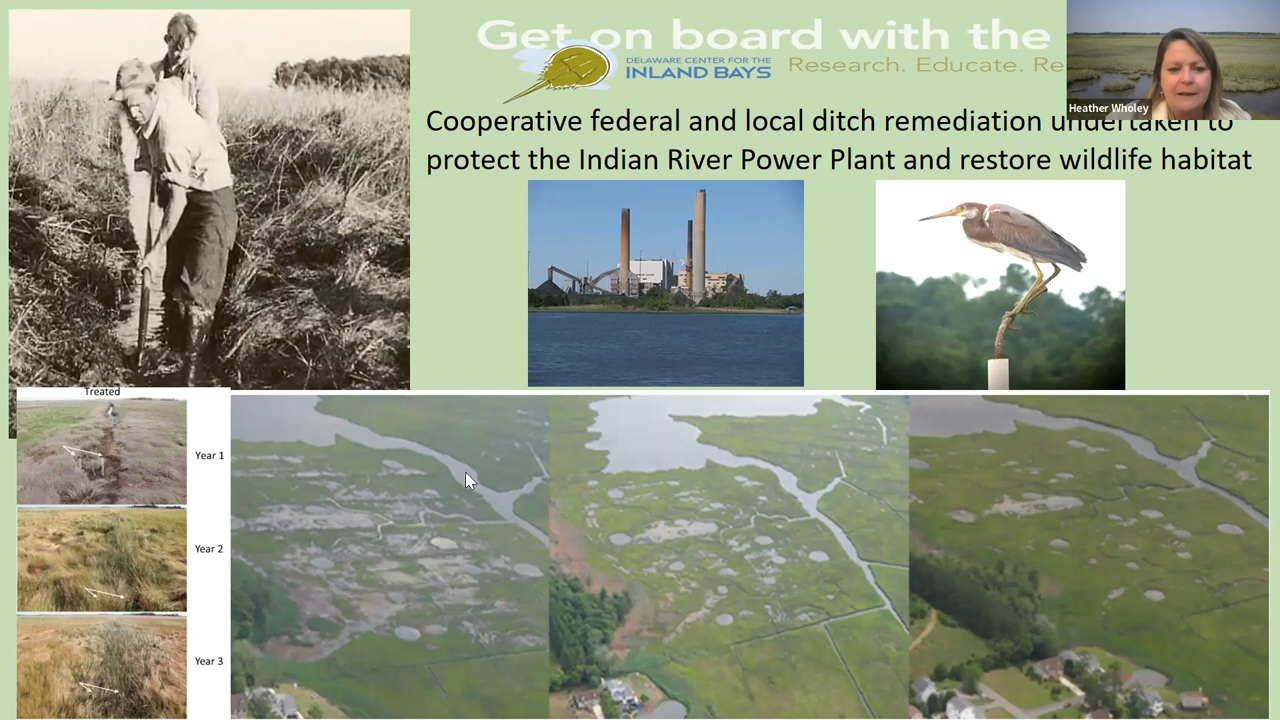 Get on board with the
DELAWARE CENTER FOR THE
INLAND BAYS
Research. Educate. Re
Heather Wholey
Cooperative federal and local ditch remediation undertaken to
protect the Indian River Power Plant and restore wildlife habitat
Treated
Year 1
Year 2
Year 3